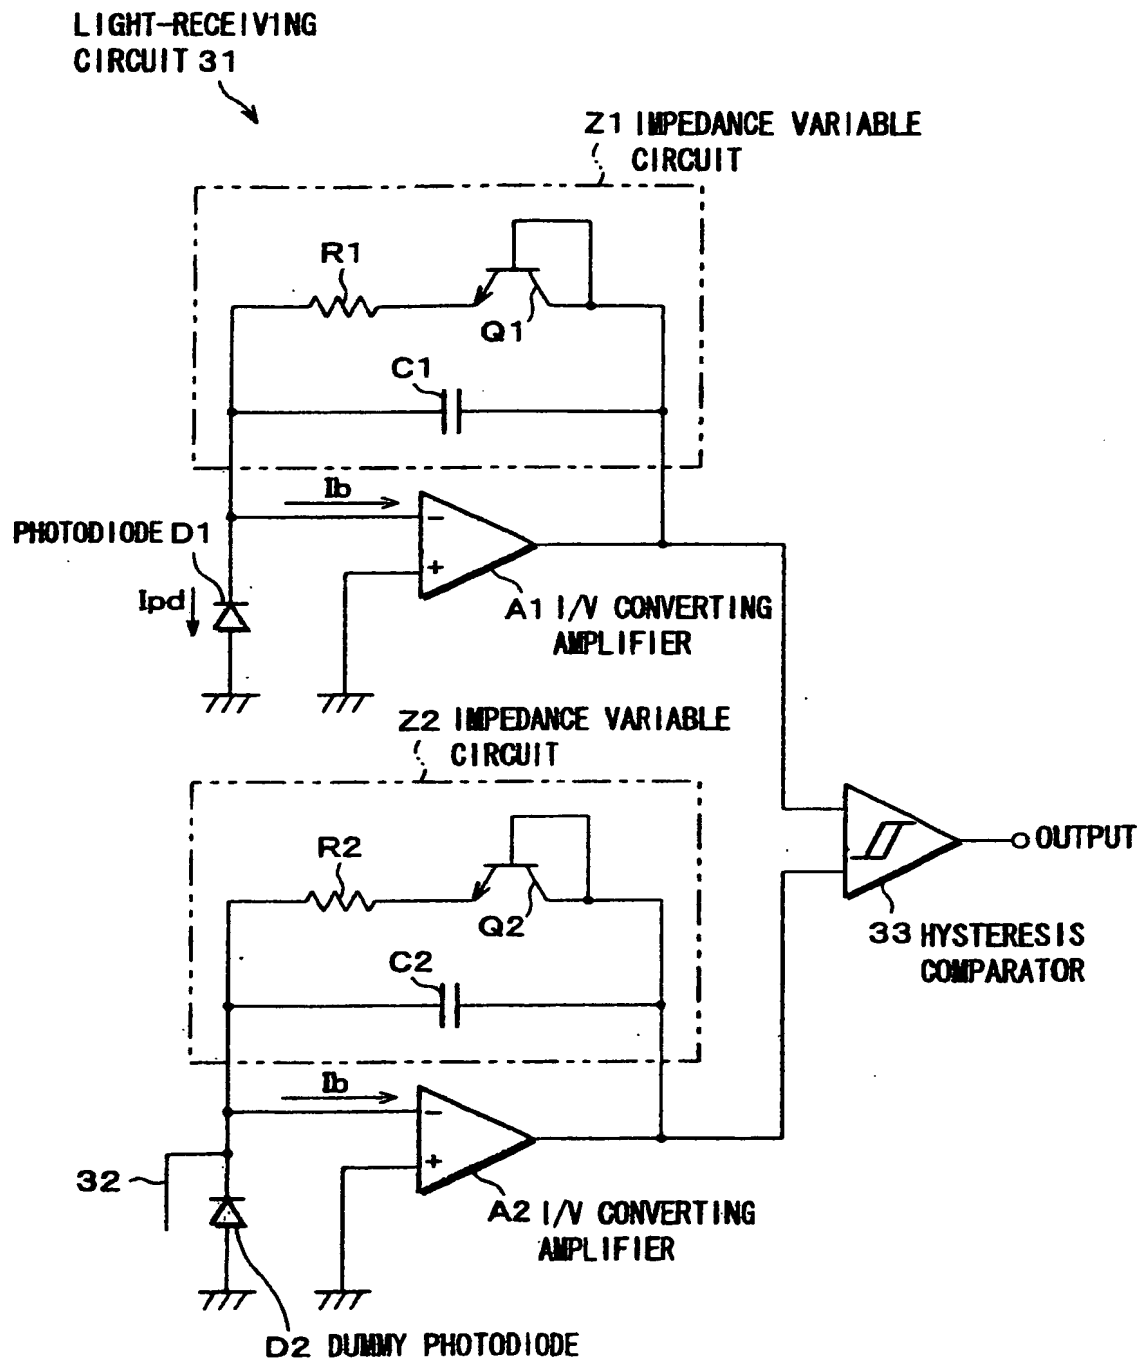 LIGHT-RECEIVING
CIRCUIT 31
Z1 IMPEDANCE VARIABLE
CIRCUIT
R1
Q1
C1
Ib
PHOTODIODE D1
Ipd
−
+
A1 I/V CONVERTING
AMPLIFIER
Z2 IMPEDANCE VARIABLE
CIRCUIT
R2
Q2
C2
OUTPUT
33 HYSTERESIS
COMPARATOR
Ib
−
+
32
A2 I/V CONVERTING
AMPLIFIER
D2 DUMMY PHOTODIODE